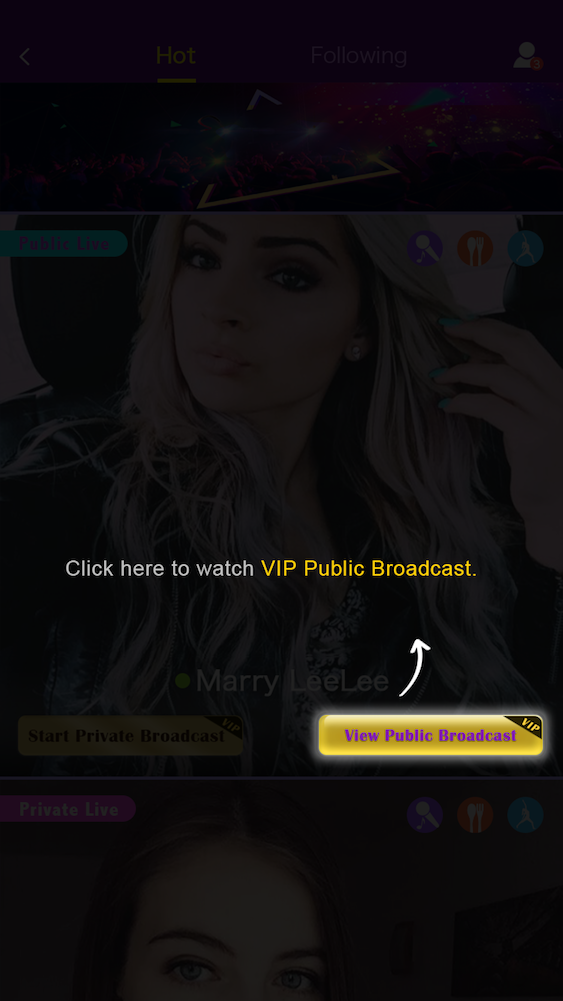 Hot
Following
3
Public Live
Click here to watch VIP Public Broadcast.
Marry LeeLee
Start Private Broadcast
VIP
View Public Broadcast
VIP
Private Live